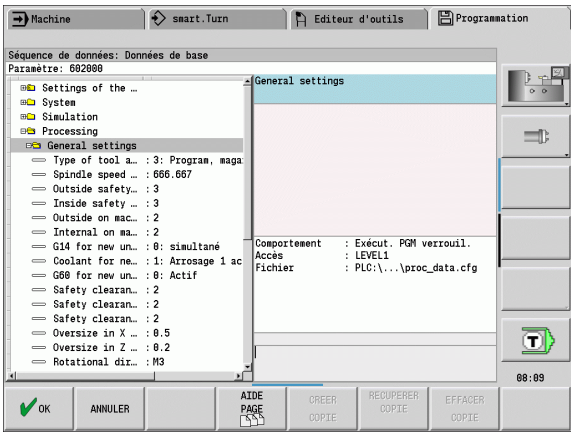 Machine
smart.Turn
Editeur d'outils
Programmation
Séquence de données: Données de base
Paramètre: 602000
Settings of the …
System
Simulation
Processing
General settings
Type of tool a… : 3: Program, maga
Spindle speed … : 666.667
Outside safety… : 3
Inside safety … : 3
Outside on mac… : 2
Internal on ma… : 2
G14 for new un… : 0: simultané
Coolant for ne… : 1: Arrosage 1 ac
G60 for new un… : 0: Actif
Safety clearan… : 2
Safety clearan… : 2
Safety clearan… : 2
Oversize in X … : 0.5
Oversize in Z … : 0.2
Rotational dir… : M3
General settings
Comportement : Exécut. PGM verrouil.
Accès : LEVEL1
Fichier : PLC:\...\proc_data.cfg
T
08:09
OK
ANNULER
AIDE
PAGE
CREER
COPIE
RECUPERER
COPIE
EFFACER
COPIE